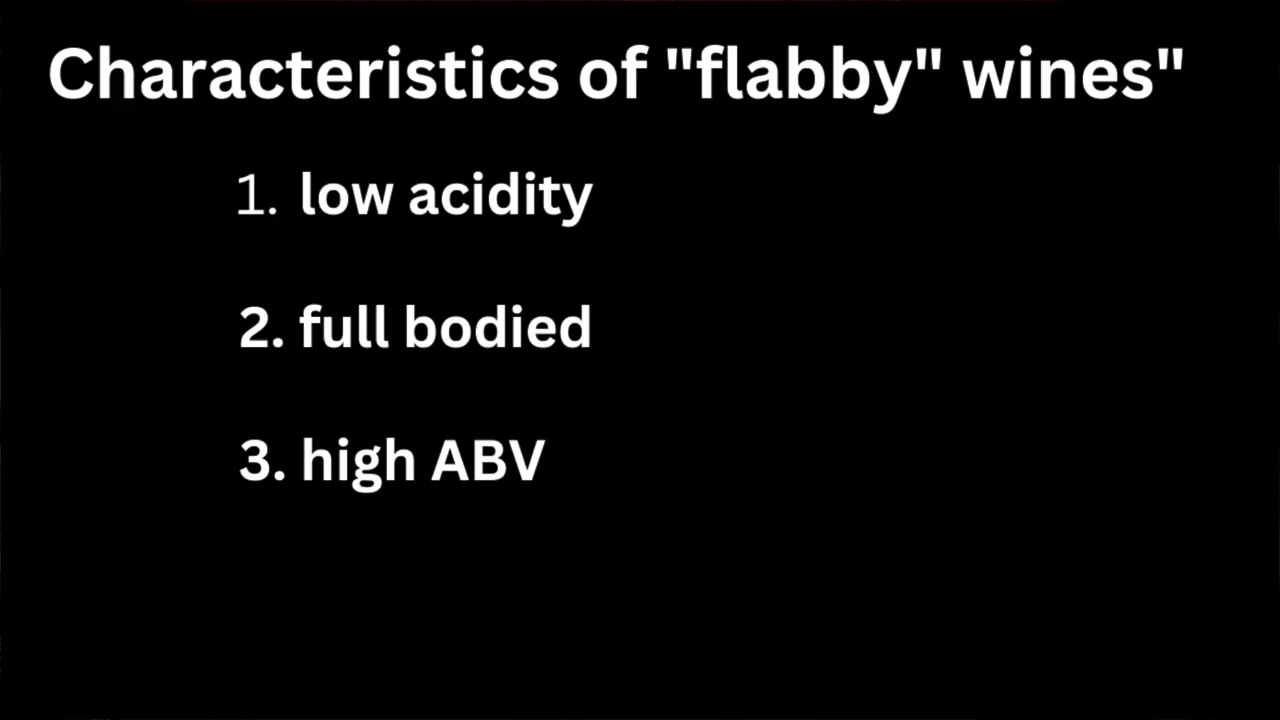 Characteristics of "flabby" wines"
1. low acidity
2. full bodied
3. high ABV